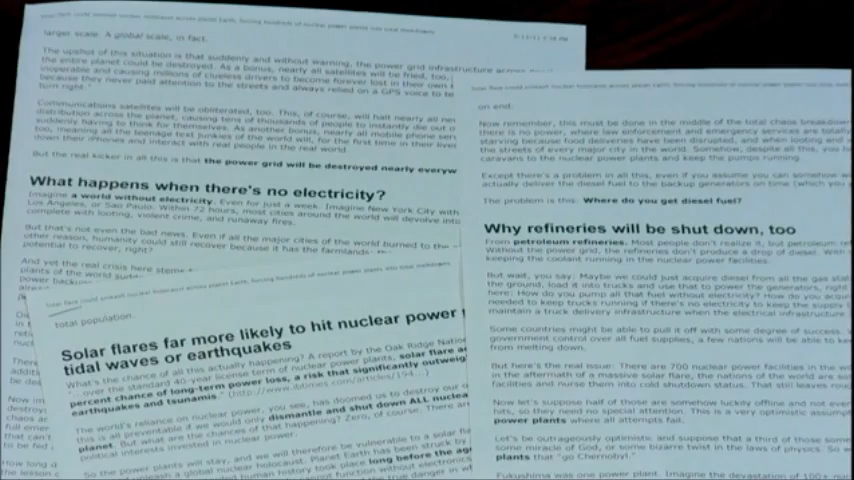 larger scale. A global scale, in fact.
The upshot of this situation is that suddenly and without warning, the power grid infrastructure across
the entire planet could be destroyed. As a bonus, nearly all satellites will be fried, too,
inoperable and causing millions of clueless drivers to become forever lost in their own
because they never paid attention to the streets and always relied on a GPS voice to te
turn right."
Communications satellites will be obliterated, too. This, of course, will halt nearly all ne
distribution across the planet, causing tens of thousands of people to instantly die
suddenly having to think for themselves. As another bonus, nearly all mobile phone ser
too, meaning all the teenage text junkies of the world will, for the first time in their lives
down their iPhones and interact with real people in the real world.
But the real kicker in all this is that the power grid will be destroyed nearly everyw
What happens when there's no electricity?
Imagine a world without electricity. Even for just a week. Imagine New York City with
Los Angeles, or Sao Paulo. Within 72 hours, most cities around the world will devolve into
complete with looting, violent crime, and runaway fires.
But that's not even the bad news. Even if all the major cities of the world burned to the
other reason, humanity could still recover because it has the farmlands
potential to recover, right?
And yet the real crisis here stems
plants of the world
power
total population.
Solar flares far more likely to hit nuclear power
tidal waves or earthquakes
What's the chance of all this actually happening? A report by the Oak Ridge Nation
"... over the standard 40-year license term of nuclear power plants, solar flare a
percent chance of long-term power loss, a risk that significantly outweig
earthquakes and tsunamis." (http://www.ibtimes.com/articles/194...)
The world's reliance on nuclear power, you see, has doomed us to destroy our o
this is all preventable if we would only dismantle and shut down ALL nuclea
planet. But what are the chances of that happening? Zero, of course. There are
political interests invested in nuclear power.
So the power plants will stay, and we will therefore be vulnerable to a solar fla
unleash a global nuclear holocaust. Planet Earth has been struck by
human history took place long before the ag
function without electronics
true danger in
on end.
Now remember, this must be done in the middle of the total chaos breakdown
there is no power, where law enforcement and emergency services are totally
starving because food deliveries have been disrupted, and when looting and
the streets of every major city in the world. Somehow, despite all this, you
caravans to the nuclear power plants and keep the pumps running.
Except there's a problem in all this, even if you assume you can somehow
actually deliver the diesel fuel to the backup generators on time (which you
The problem is this: Where do you get diesel fuel?
Why refineries will be shut down, too
From petroleum refineries. Most people don't realize it, but petroleum re
Without the power grid, the refineries don't produce a drop of diesel. With
keeping the coolant running in the nuclear power facilities.
But wait, you say: Maybe we could just acquire diesel from all the gas stat
the ground, load it into trucks and use that to power the generators, right
here: How do you pump all that fuel without electricity? How do you acqui
needed to keep trucks running if there's no electricity to keep the supply
maintain a truck delivery infrastructure when the electrical infrastructure
Some countries might be able to pull it off with some degree of success.
government control over all fuel supplies, a few nations will be able to ke
from melting down.
But here's the real issue: There are 700 nuclear power facilities in the w
in the aftermath of a massive solar flare, the nations of the world are so
facilities and nurse them into cold shutdown status. That still leaves
Now let's suppose half of those are somehow luckily offline and not even
hits, so they need no special attention. This is a very optimistic assumpt
power plants where all attempts fail.
Let's be outrageously optimistic and suppose that a third of those some
some miracle of God, or some bizarre twist in the laws of physics. So
plants that "go Chernobyl."
Fukushima was one power plant. Imagine the devastation of 100+ nuc